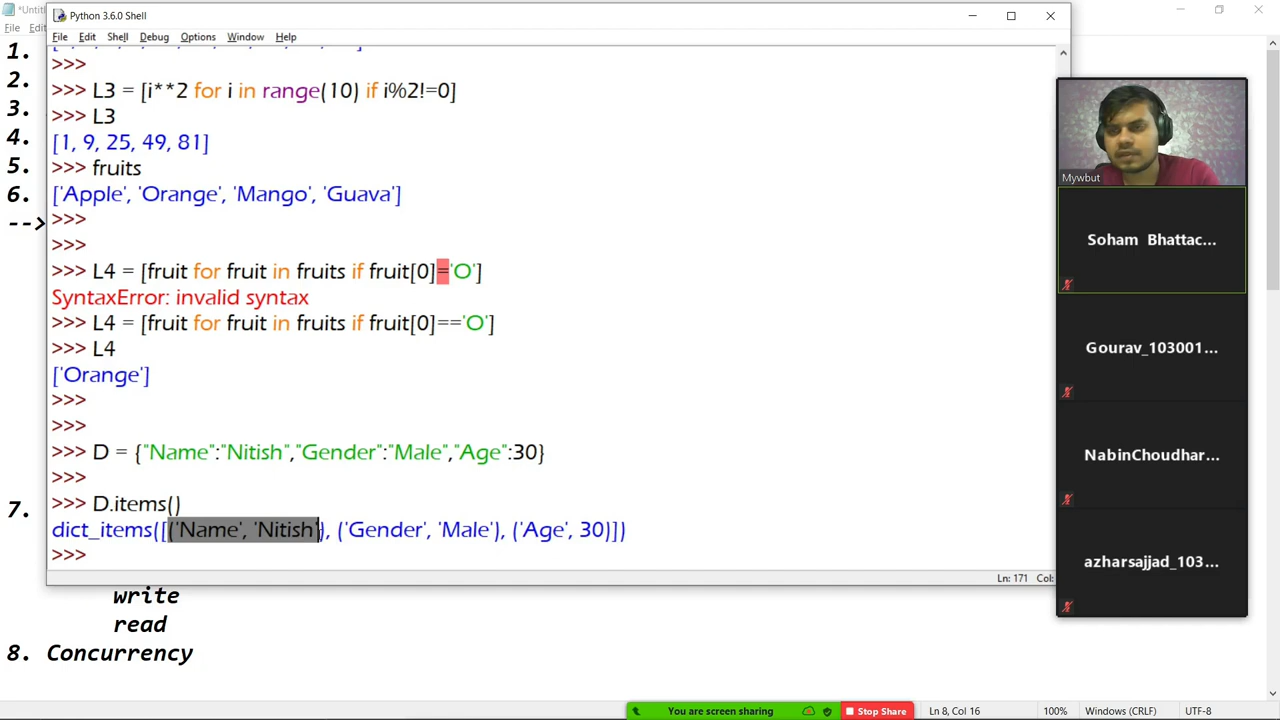 *Untit
File Edi
Python 3.6.0 Shell
File Edit Shell Debug Options Window Help
>>>
>>> L3 = [i**2 for i in range(10) if i%2!=0]
>>> L3
[1, 9, 25, 49, 81]
>>> fruits
['Apple', 'Orange', 'Mango', 'Guava']
>>>
>>>
>>> L4 = [fruit for fruit in fruits if fruit[0]='O']
SyntaxError: invalid syntax
>>> L4 = [fruit for fruit in fruits if fruit[0]=='O']
>>> L4
['Orange']
>>>
>>>
>>> D = {"Name":"Nitish","Gender":"Male","Age":30}
>>>
>>> D.items()
dict_items([('Name', 'Nitish'), ('Gender', 'Male'), ('Age', 30)])
>>>
Ln: 171 Col:
1.
2.
3.
4.
5.
6.
-->
7.
write
read
8. Concurrency
Mywbut
Soham Bhattac...
Gourav_103001...
NabinChoudhar...
azharsajjad_103...
You are screen sharing
Stop Share
Ln 8, Col 16
100%
Windows (CRLF)
UTF-8